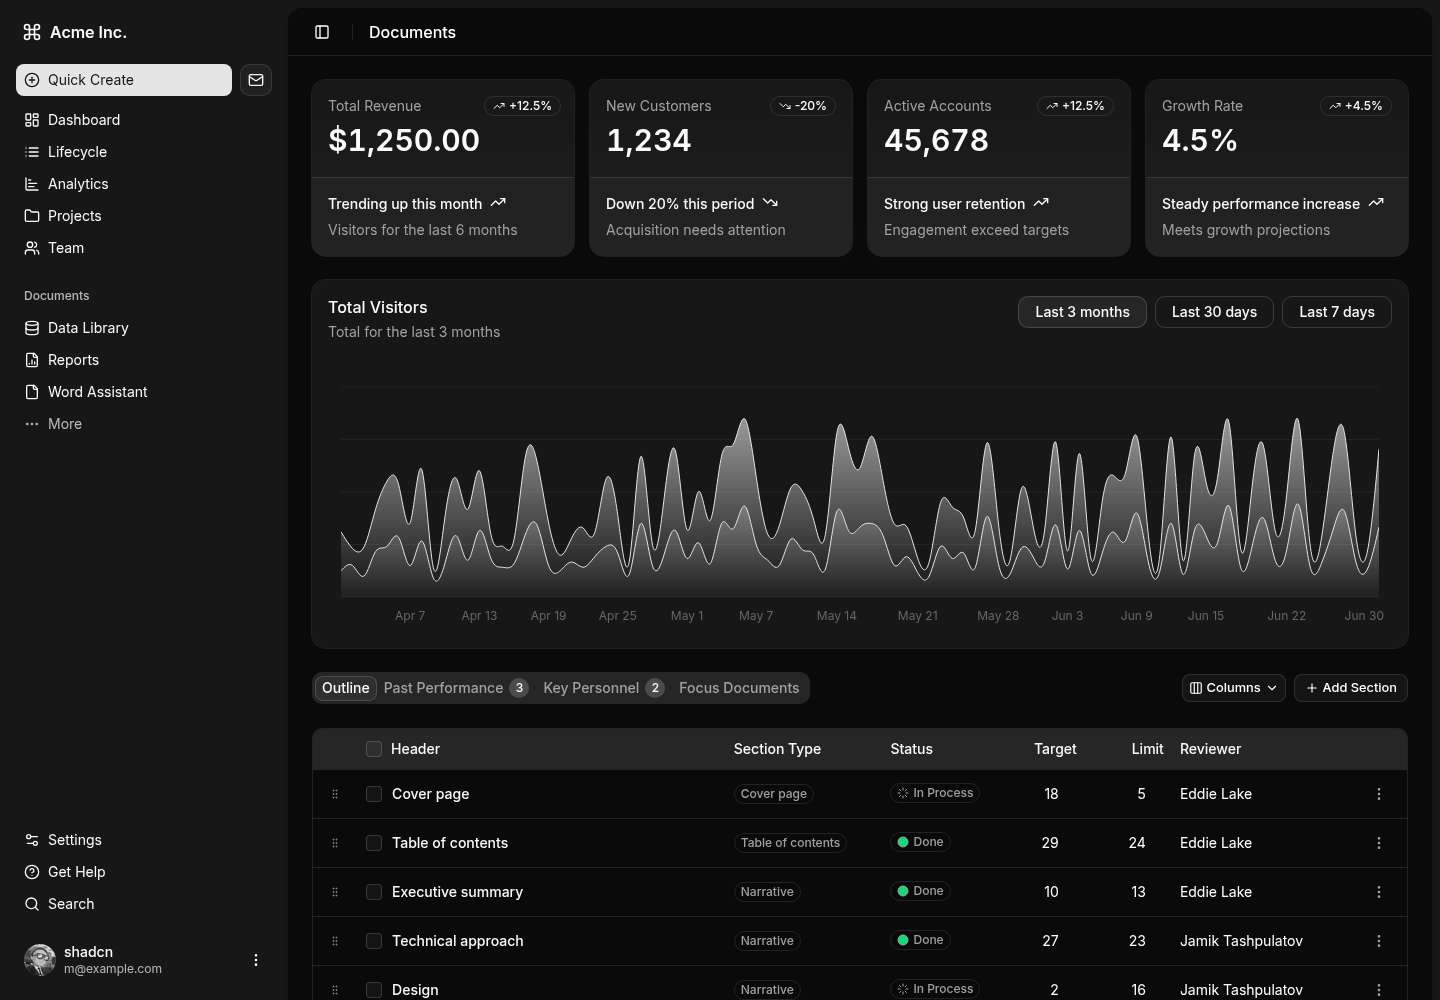 Acme Inc.
Quick Create
Dashboard
Lifecycle
Analytics
Projects
Team
Documents
Data Library
Reports
Word Assistant
More
Settings
Get Help
Search
shadcn
m@example.com
Documents
Total Revenue
+12.5%
$1,250.00
Trending up this month
Visitors for the last 6 months
New Customers
-20%
1,234
Down 20% this period
Acquisition needs attention
Active Accounts
+12.5%
45,678
Strong user retention
Engagement exceed targets
Growth Rate
+4.5%
4.5%
Steady performance increase
Meets growth projections
Total Visitors
Total for the last 3 months
Last 3 months Last 30 days Last 7 days
Apr 7 Apr 13 Apr 19 Apr 25 May 1 May 7 May 14 May 21 May 28 Jun 3 Jun 9 Jun 15 Jun 22 Jun 30
Outline Past Performance 3 Key Personnel 2 Focus Documents
Columns Add Section
Header Section Type Status Target Limit Reviewer
Cover page Cover page In Process 18 5 Eddie Lake
Table of contents Table of contents Done 29 24 Eddie Lake
Executive summary Narrative Done 10 13 Eddie Lake
Technical approach Narrative Done 27 23 Jamik Tashpulatov
Design Narrative In Process 2 16 Jamik Tashpulatov